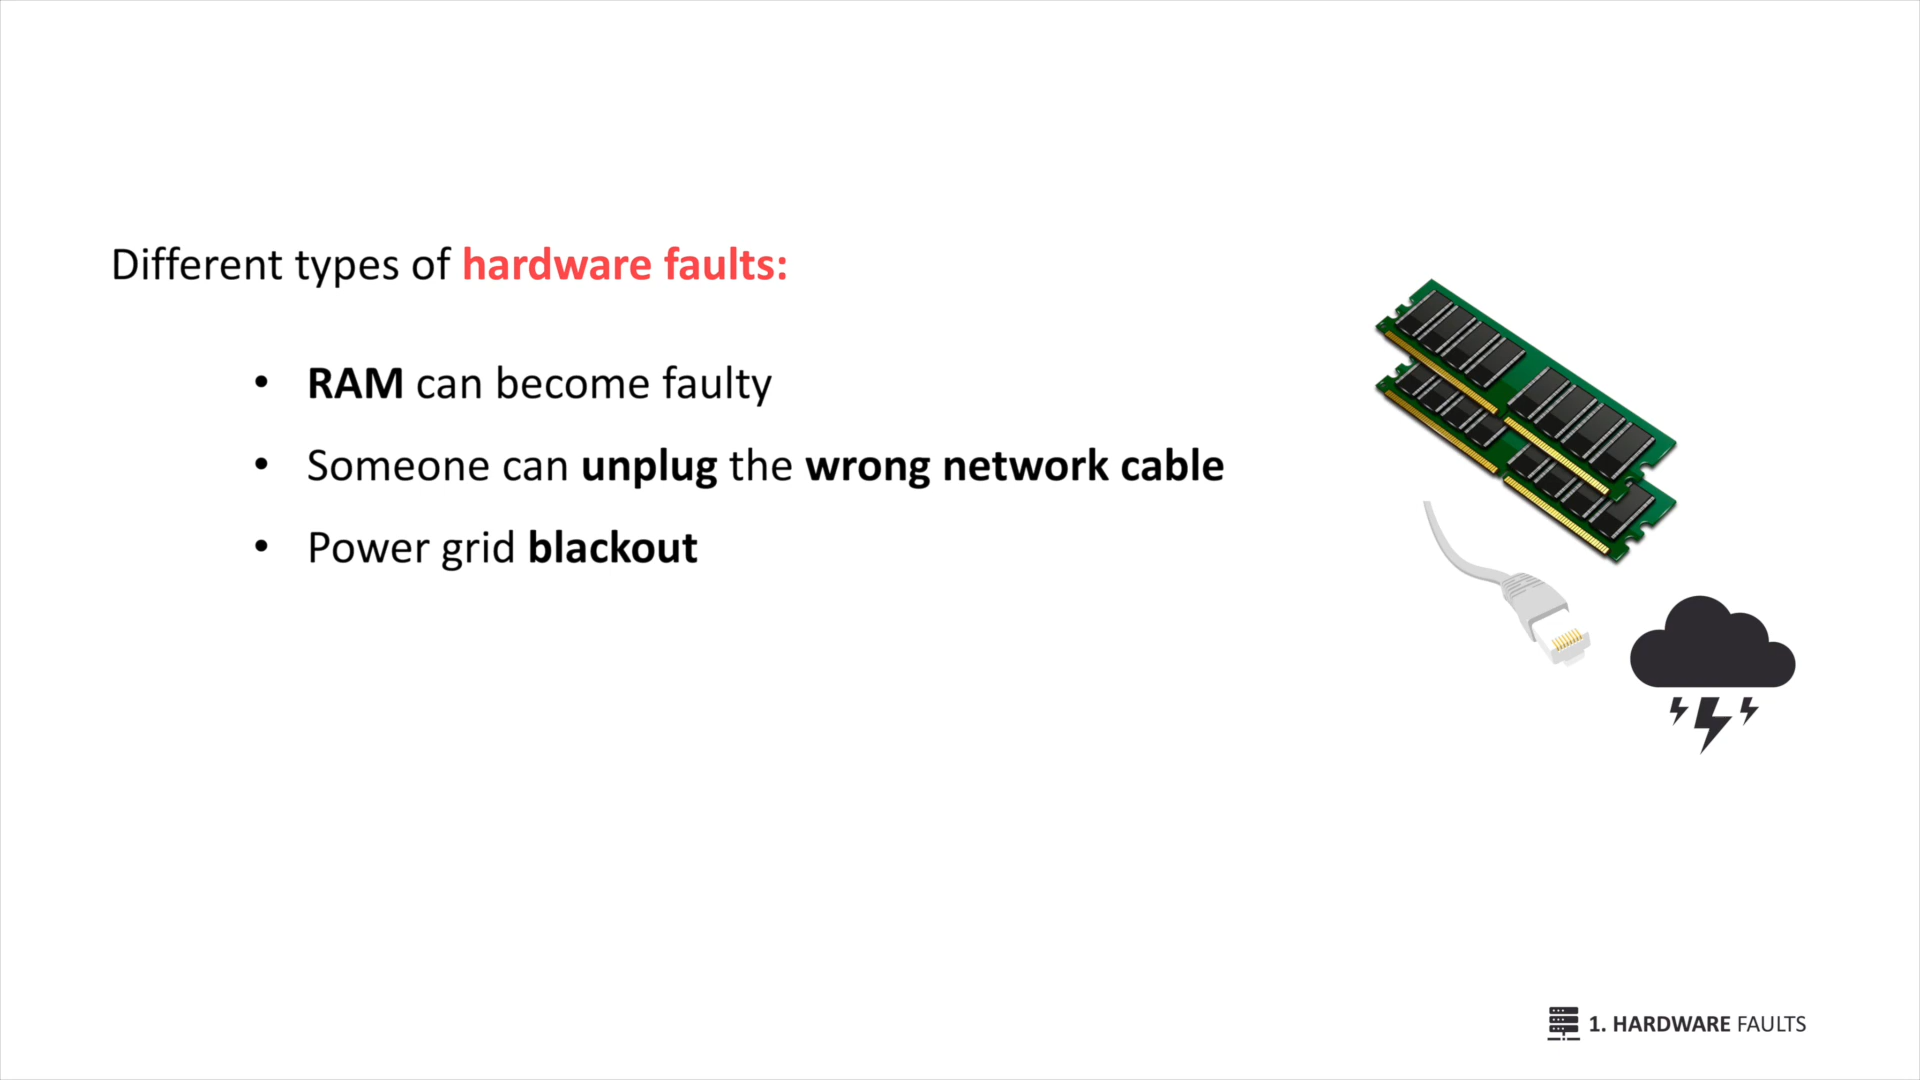 Different types of hardware faults:
• RAM can become faulty
• Someone can unplug the wrong network cable
• Power grid blackout
1. HARDWARE FAULTS